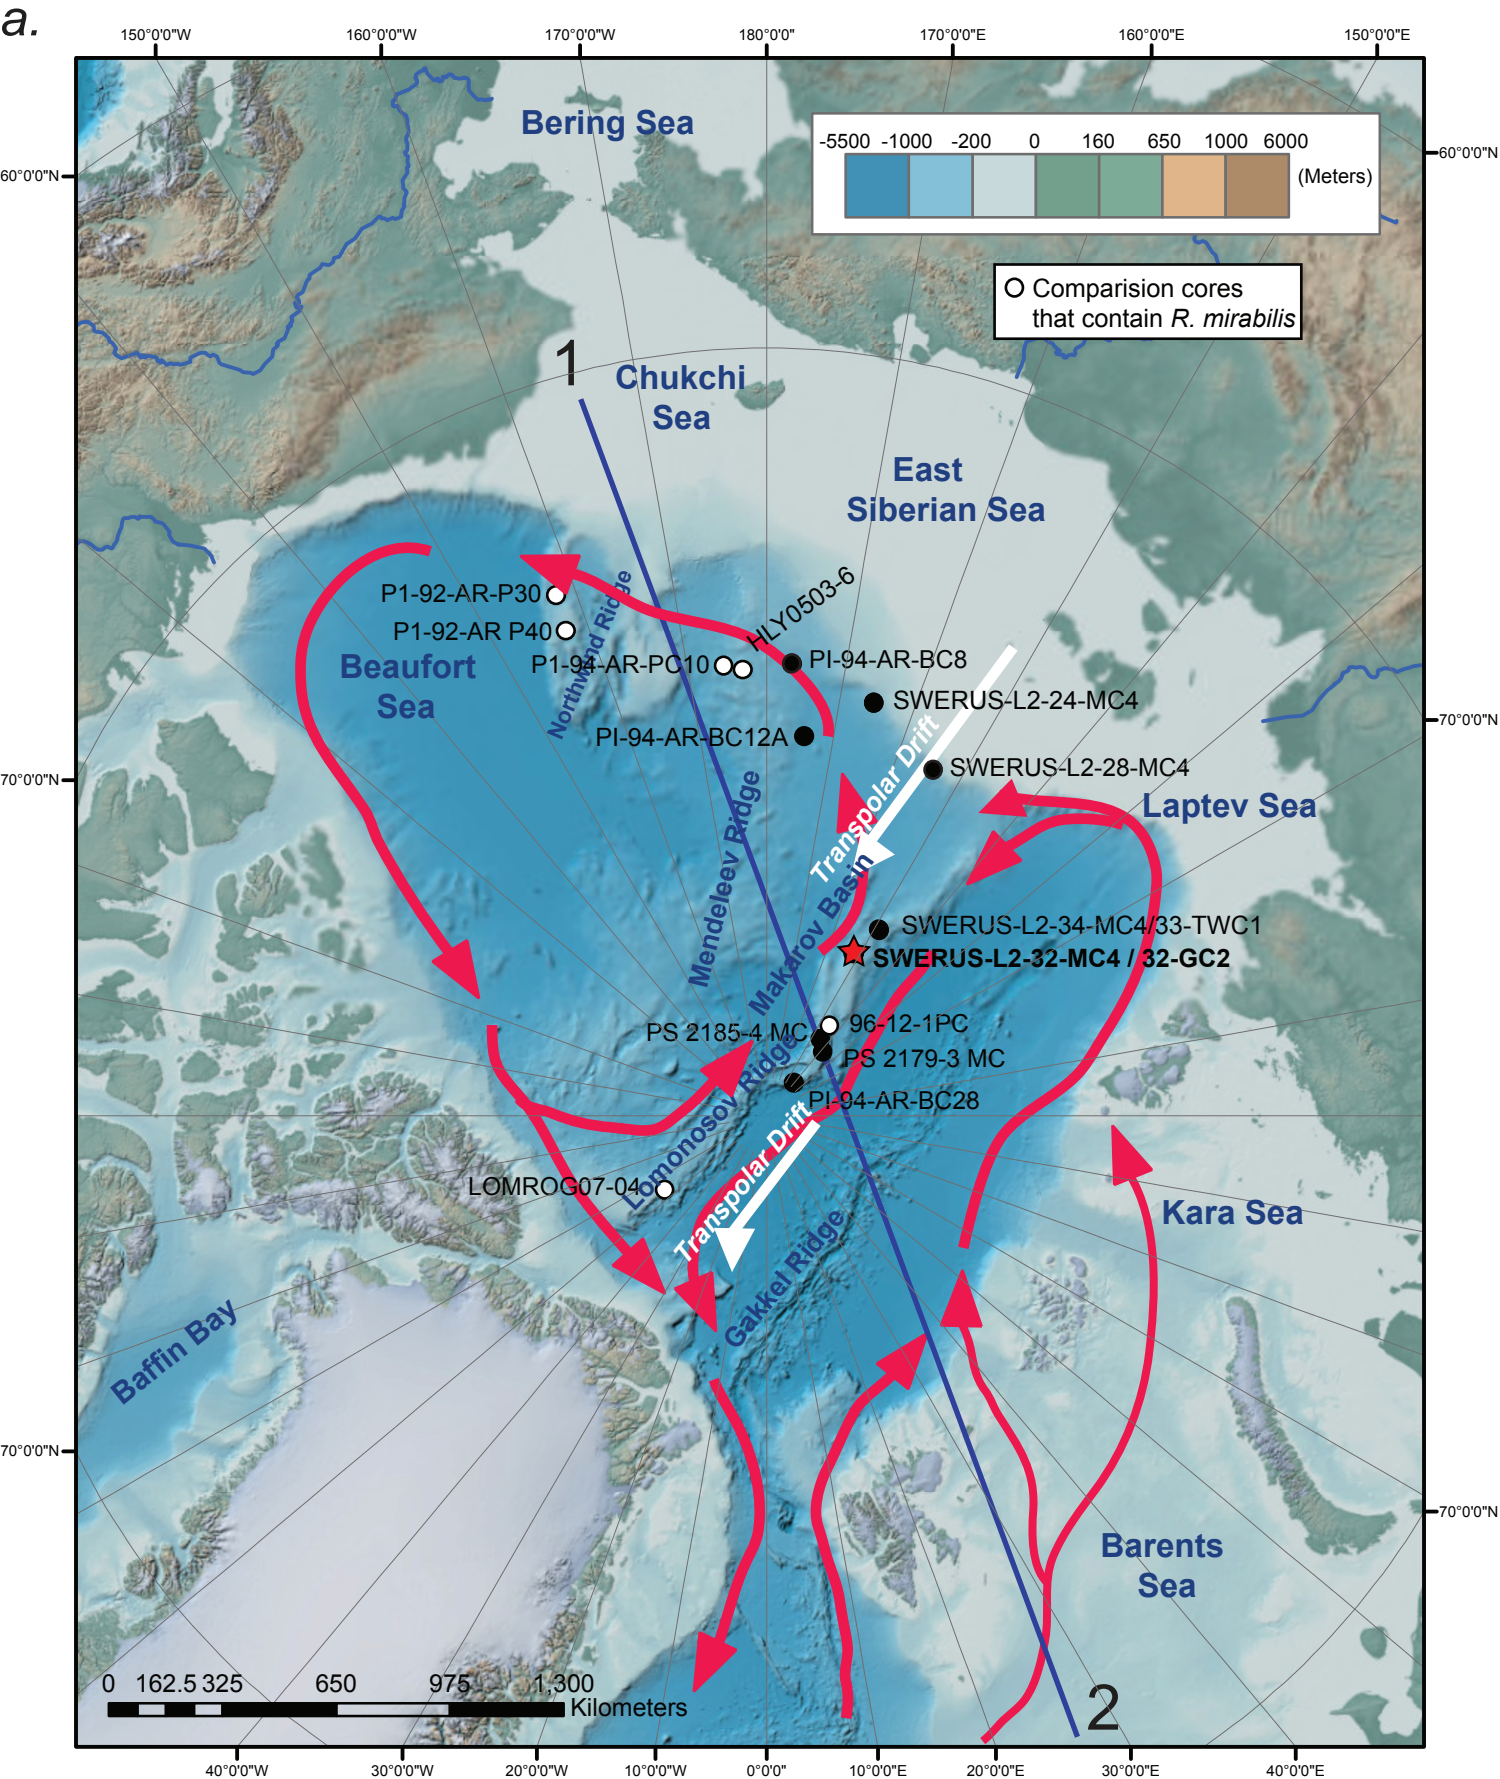 a.
150°0'0"W 160°0'0"W 170°0'0"W 180°0'0" 170°0'0"E 160°0'0"E 150°0'0"E
Bering Sea
-5500 -1000 -200 0 160 650 1000 6000
(Meters)
60°0'0"N
60°0'0"N
Comparision cores
that contain R. mirabilis
1
Chukchi
Sea
East
Siberian Sea
HLY0503-6
P1-92-AR-P30
P1-92-AR P40
Northwind Ridge
P1-94-AR-PC10
PI-94-AR-BC8
Beaufort
Sea
SWERUS-L2-24-MC4
70°0'0"N
PI-94-AR-BC12A
Transpolar Drift
SWERUS-L2-28-MC4
70°0'0"N
Laptev Sea
Mendeleev Ridge
Makarov Basin
SWERUS-L2-34-MC4/33-TWC1
SWERUS-L2-32-MC4 / 32-GC2
96-12-1PC
PS 2185-4 MC
PS 2179-3 MC
PI-94-AR-BC28
Lomonosov Ridge
Transpolar Drift
LOMROG07-04
Kara Sea
Gakkel Ridge
Baffin Bay
70°0'0"N
70°0'0"N
Barents
Sea
0 162.5 325 650 975 1,300
Kilometers
2
40°0'0"W 30°0'0"W 20°0'0"W 10°0'0"W 0°0'0" 10°0'0"E 20°0'0"E 30°0'0"E 40°0'0"E